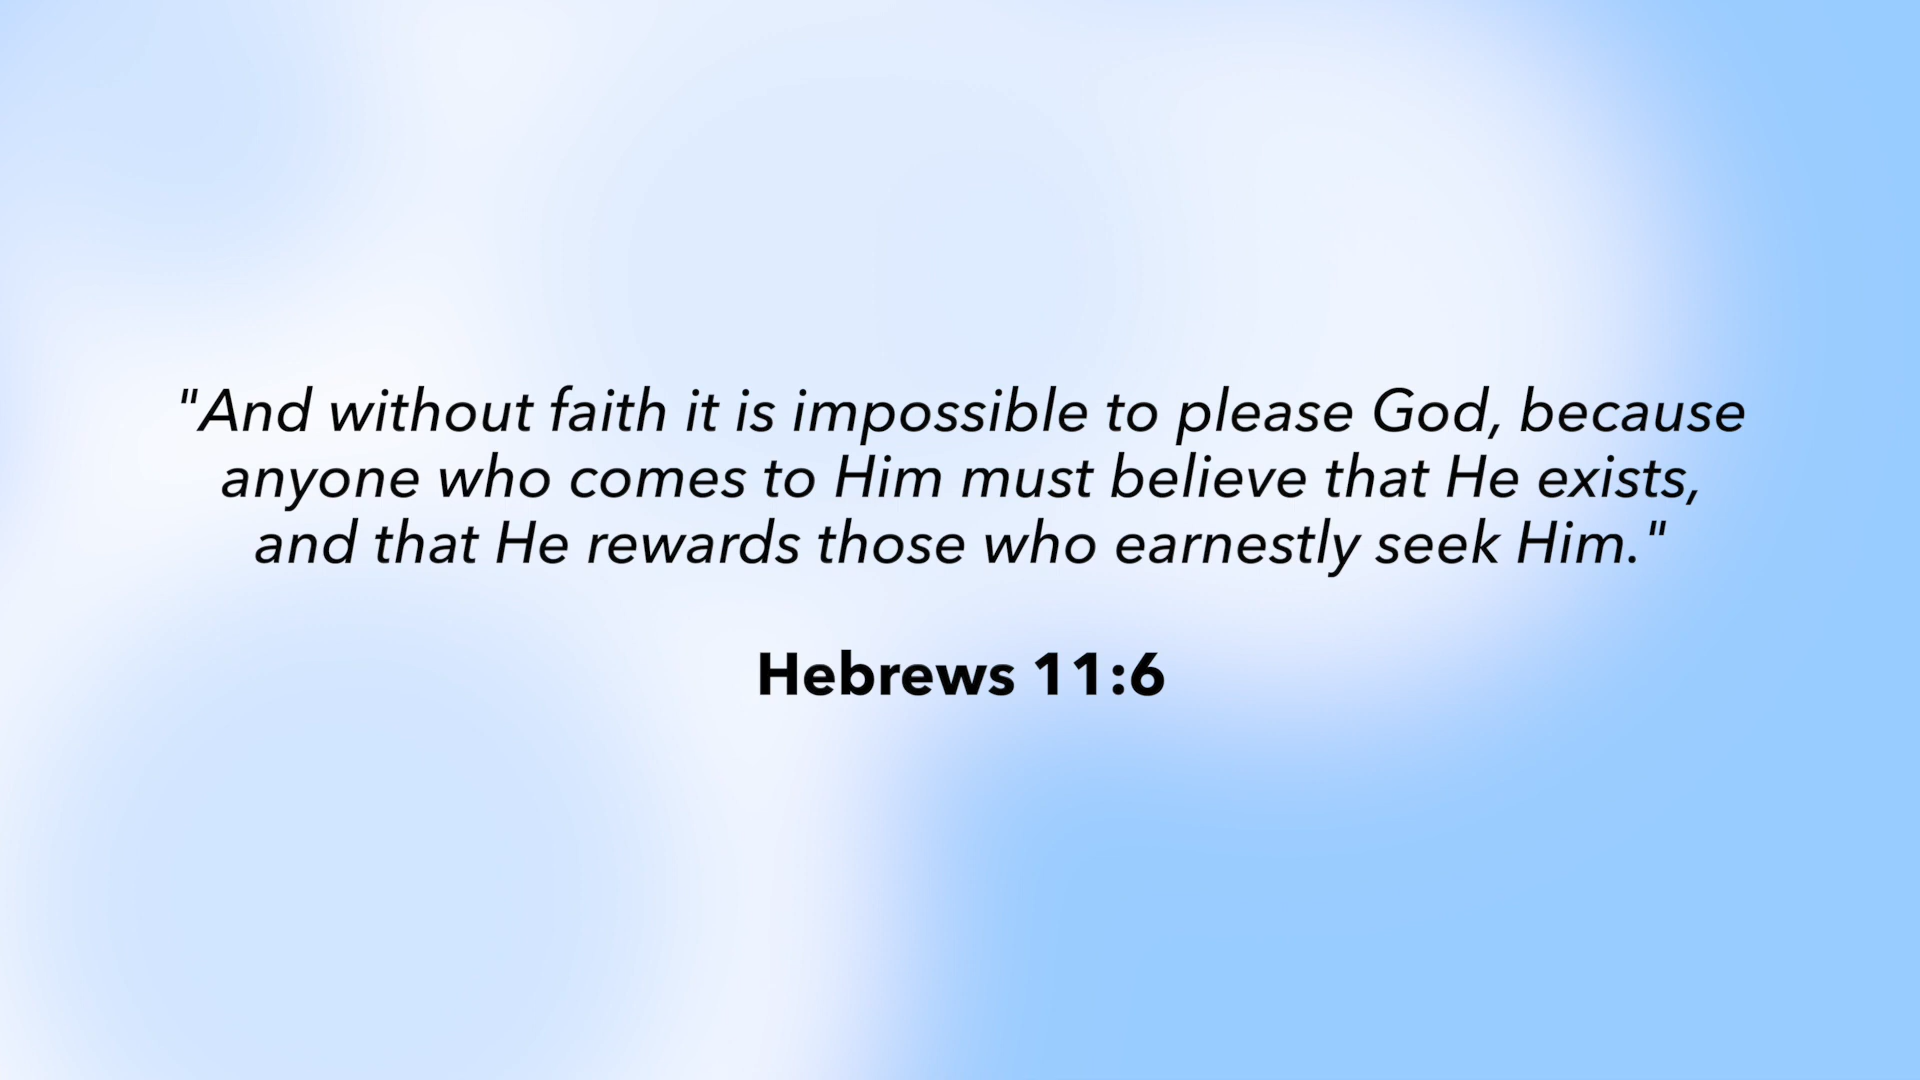 "And without faith it is impossible to please God, because
anyone who comes to Him must believe that He exists,
and that He rewards those who earnestly seek Him."
Hebrews 11:6